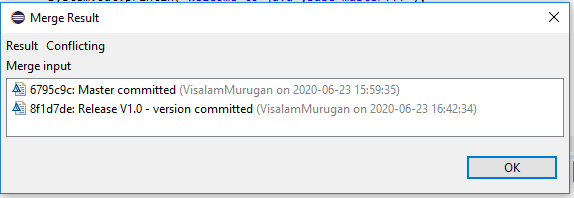 Merge Result
Result Conflicting
Merge input
6795c9c: Master committed (VisalamMurugan on 2020-06-23 15:59:35)
8f1d7de: Release V1.0 - version committed (VisalamMurugan on 2020-06-23 16:42:34)
OK